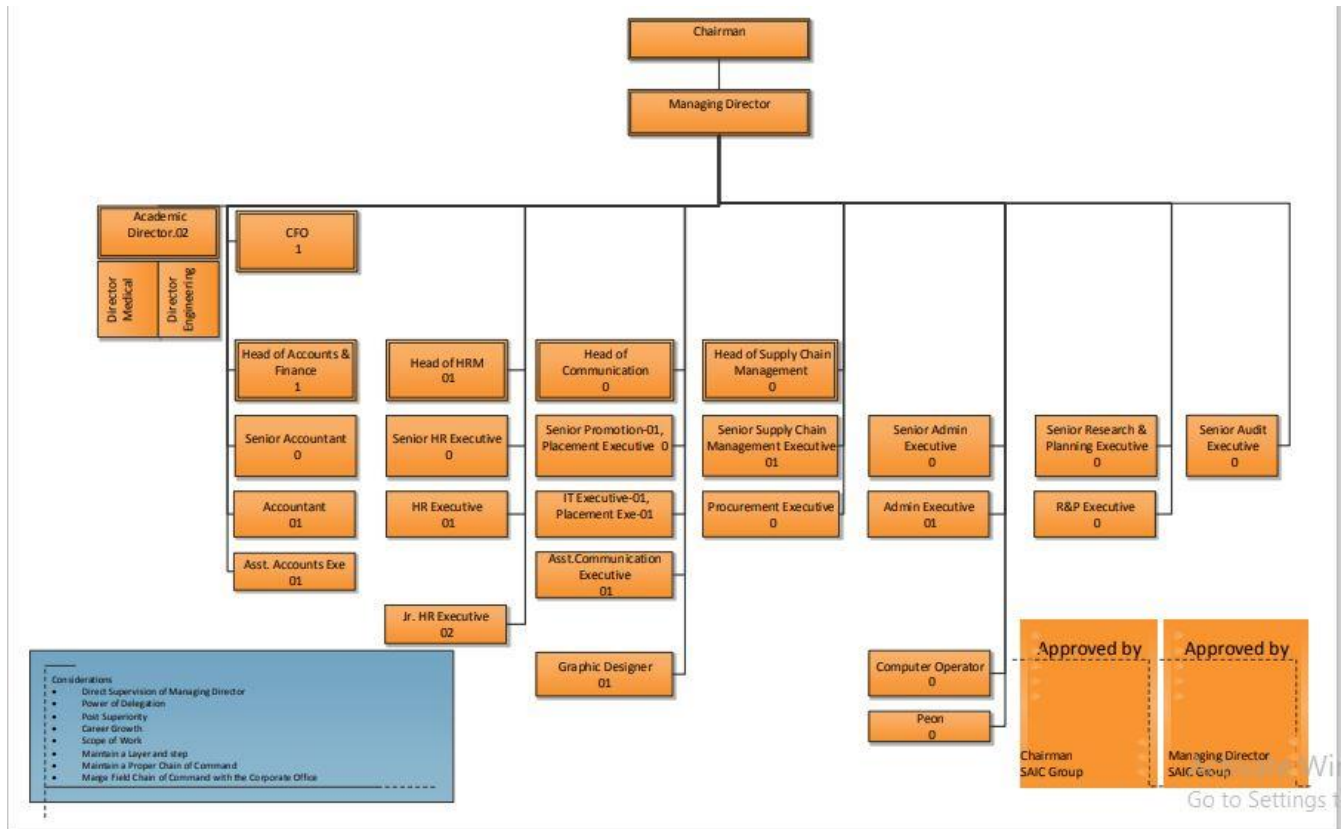 Chairman
Managing Director
Academic
Director.02
Director
Medical
Director
Engineering
CFO
1
Head of Accounts &
Finance
1
Head of HRM
01
Head of
Communication
0
Head of Supply Chain
Management
0
Senior Accountant
0
Senior HR Executive
0
Senior Promotion-01,
Placement Executive 0
Senior Supply Chain
Management Executive
01
Senior Admin
Executive
0
Senior Research &
Planning Executive
0
Senior Audit
Executive
0
Accountant
01
HR Executive
01
IT Executive-01,
Placement Exe-01
Procurement Executive
0
Admin Executive
01
R&P Executive
0
Asst. Accounts Exe
01
Asst.Communication
Executive
01
Jr. HR Executive
02
Graphic Designer
01
Computer Operator
0
Peon
0
Considerations
• Direct Supervision of Managing Director
• Power of Delegation
• Post Superiority
• Career Growth
• Scope of Work
• Maintain a Layer and step
• Maintain a Proper Chain of Command
• Marge Field Chain of Command with the Corporate Office
Approved by
Chairman
SAIC Group
Approved by
Managing Director
SAIC Group
Go to Settings t